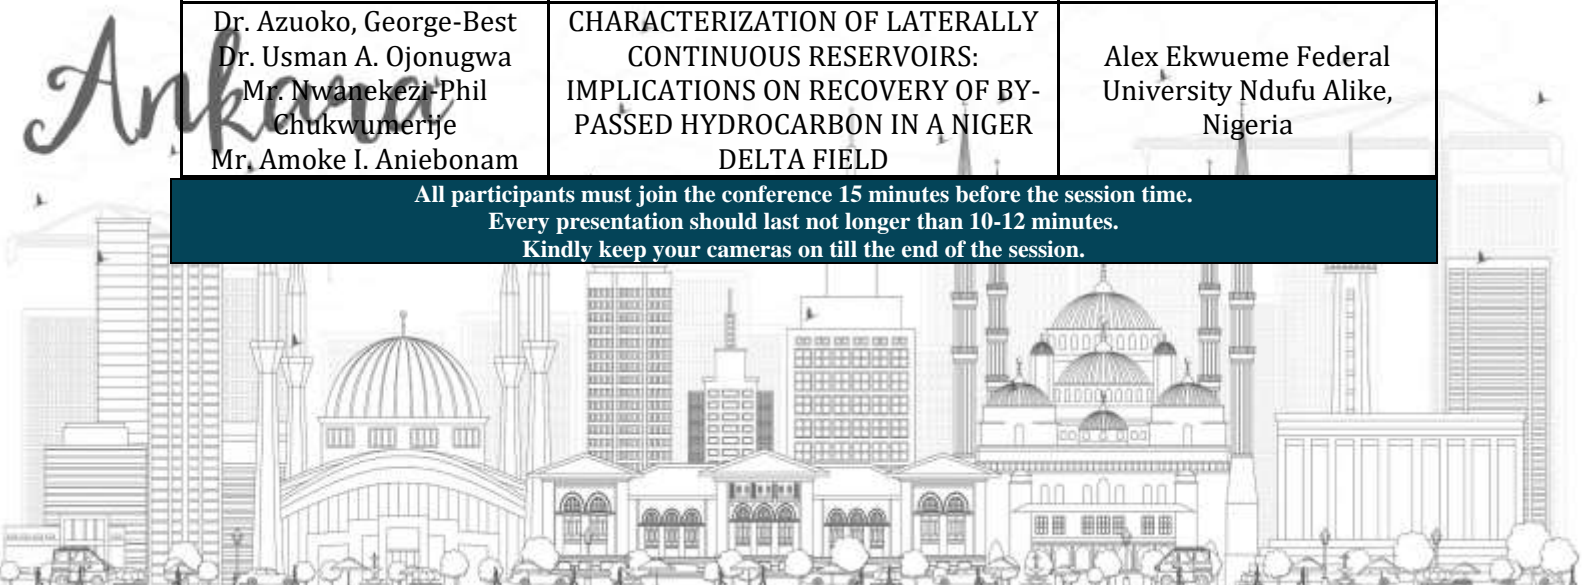 Ankara
Dr. Azuoko, George-Best
Dr. Usman A. Ojonugwa
Mr. Nwanekezi-Phil
Chukwumerije
Mr. Amoke I. Aniebonam
CHARACTERIZATION OF LATERALLY
CONTINUOUS RESERVOIRS:
IMPLICATIONS ON RECOVERY OF BY-
PASSED HYDROCARBON IN A NIGER
DELTA FIELD
Alex Ekwueme Federal
University Ndufu Alike,
Nigeria
All participants must join the conference 15 minutes before the session time.
Every presentation should last not longer than 10-12 minutes.
Kindly keep your cameras on till the end of the session.